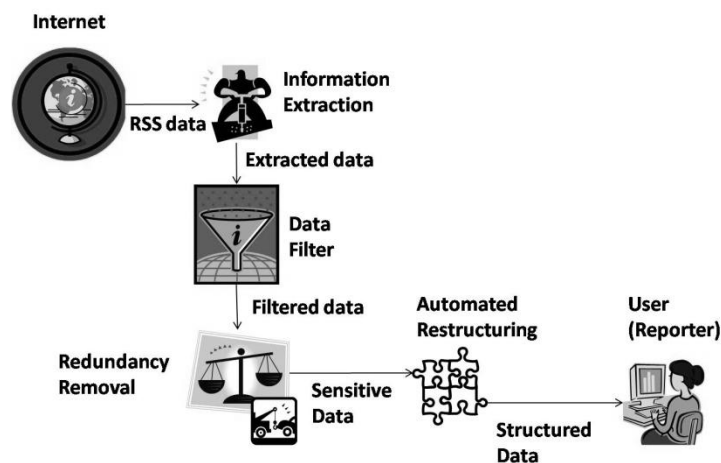 Internet
Information
Extraction
RSS data
Extracted data
i
Data
Filter
i
Filtered data
Automated
Restructuring
User
(Reporter)
Redundancy
Removal
Sensitive
Data
Structured
Data